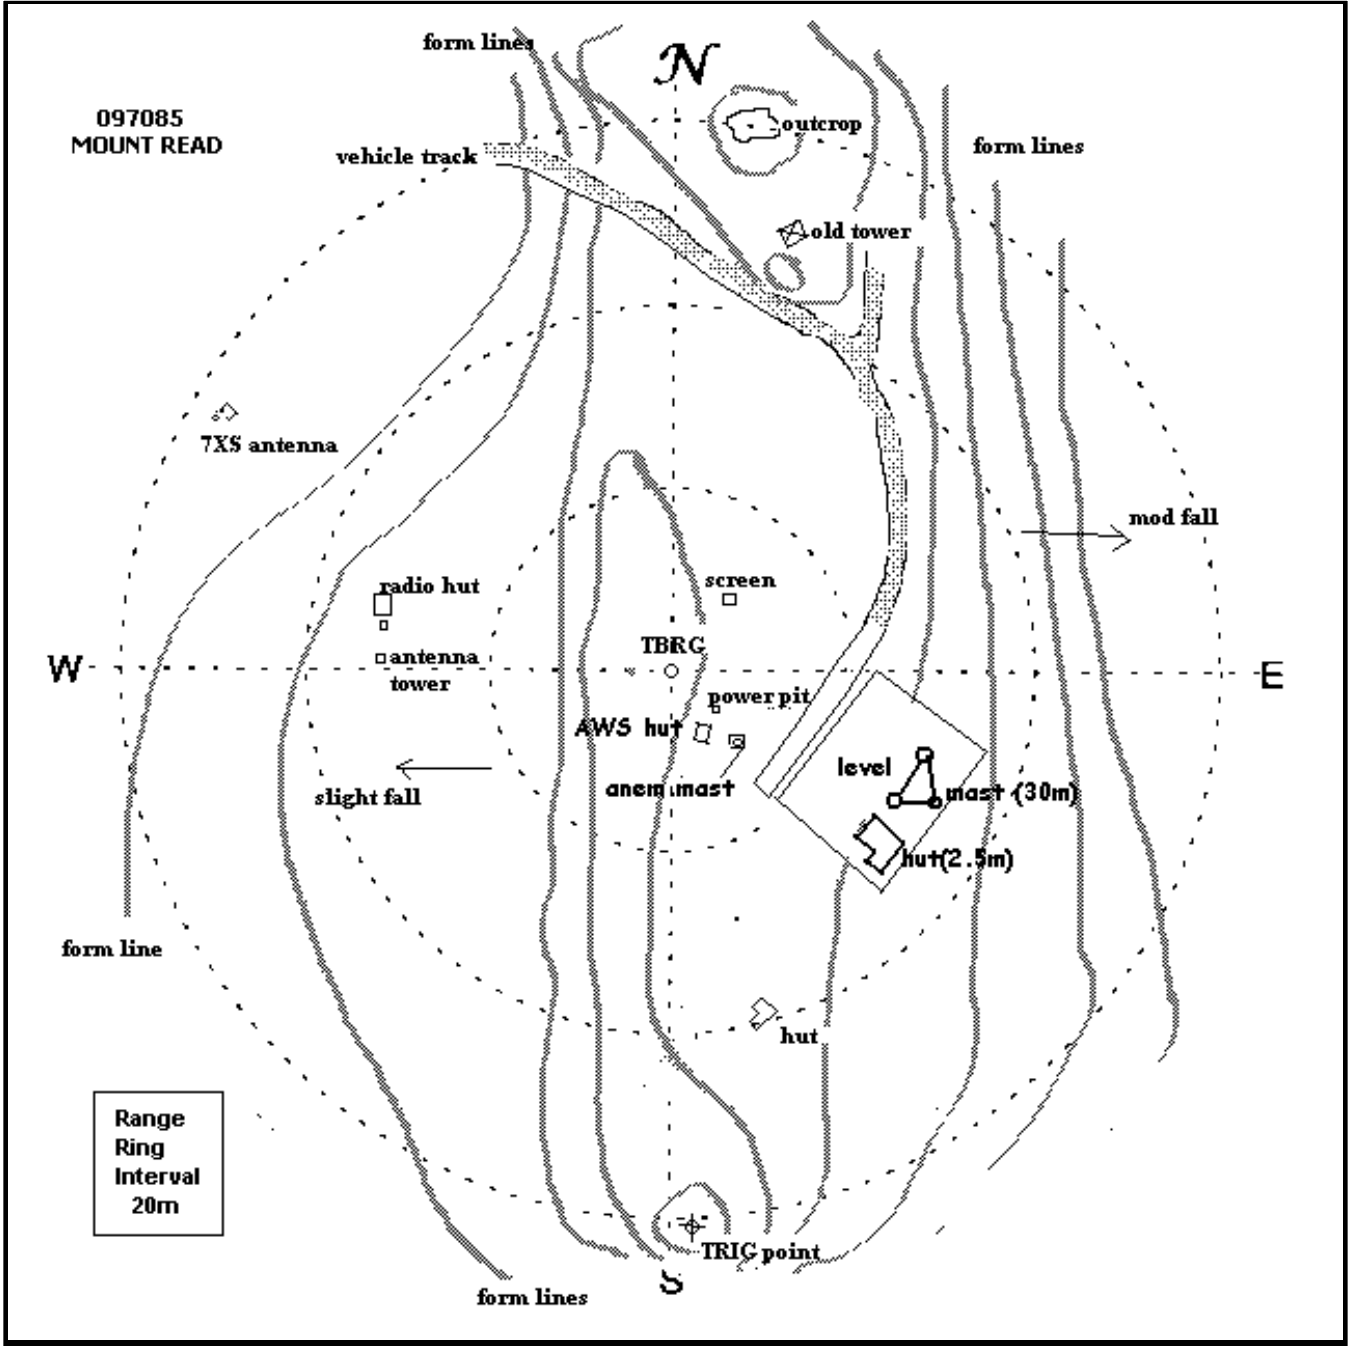 form lines
N
097085
MOUNT READ
outcrop
vehicle track
form lines
old tower
7XS antenna
mod fall
radio hut
screen
TBRG
W
antenna
tower
E
power pit
AWS hut
level
anem mast
mast (30m)
slight fall
hut(2.5m)
form line
hut
Range
Ring
Interval
20m
TRIG point
S
form lines